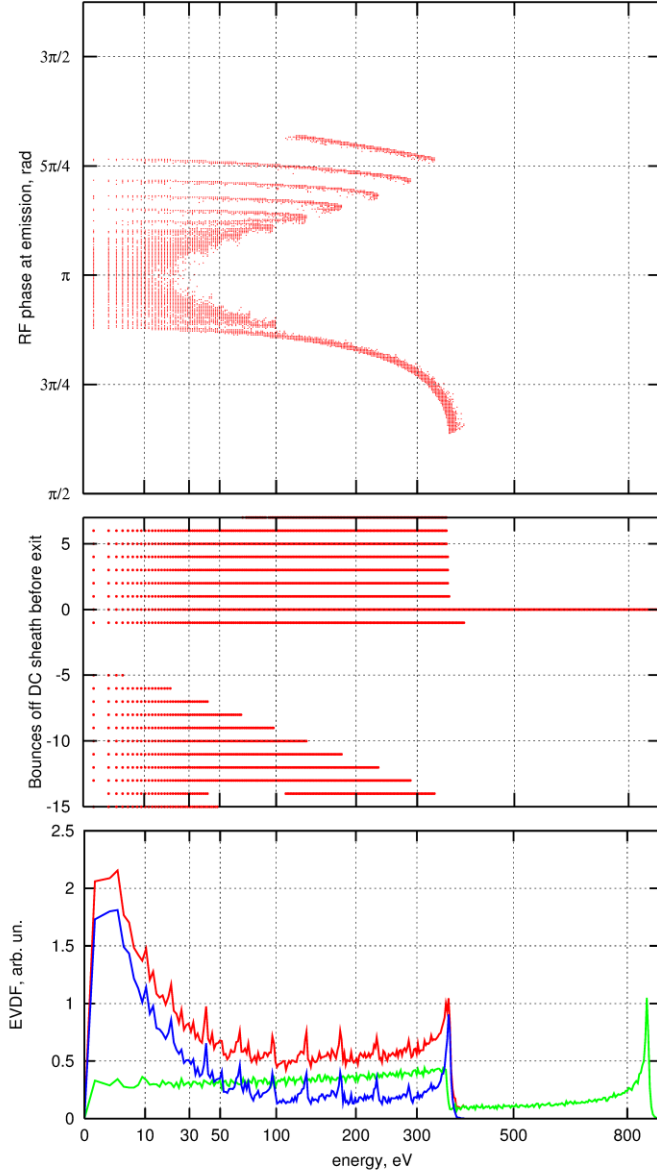 3π/2
5π/4
π
3π/4
π/2
RF phase at emission, rad
5
0
-5
-10
-15
Bounces off DC sheath before exit
2.5
2
1.5
1
0.5
0
EVDF, arb. un.
0 10 30 50 100 200 300 500 800
energy, eV